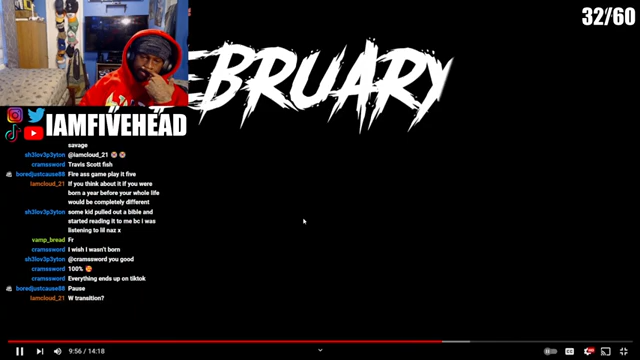 32/60
EBRUARY
IAMFIVEHEAD
savage
sh3lov3p3yton @iamcloud_21
cramssword Travis Scott fish
boredjustcause88 Fire ass game play it five
iamcloud_21 If you think about it if you were
born a year before your whole life
would be completely different
sh3lov3p3yton some kid pulled out a bible and
started reading it to me bc i was
listening to lil naz x
vamp_bread Fr
cramssword I wish I wasn't born
sh3lov3p3yton @cramssword you good
cramssword 100%
cramssword Everything ends up on tiktok
boredjustcause88 Pause
iamcloud_21 W transition?
9:56 / 14:18